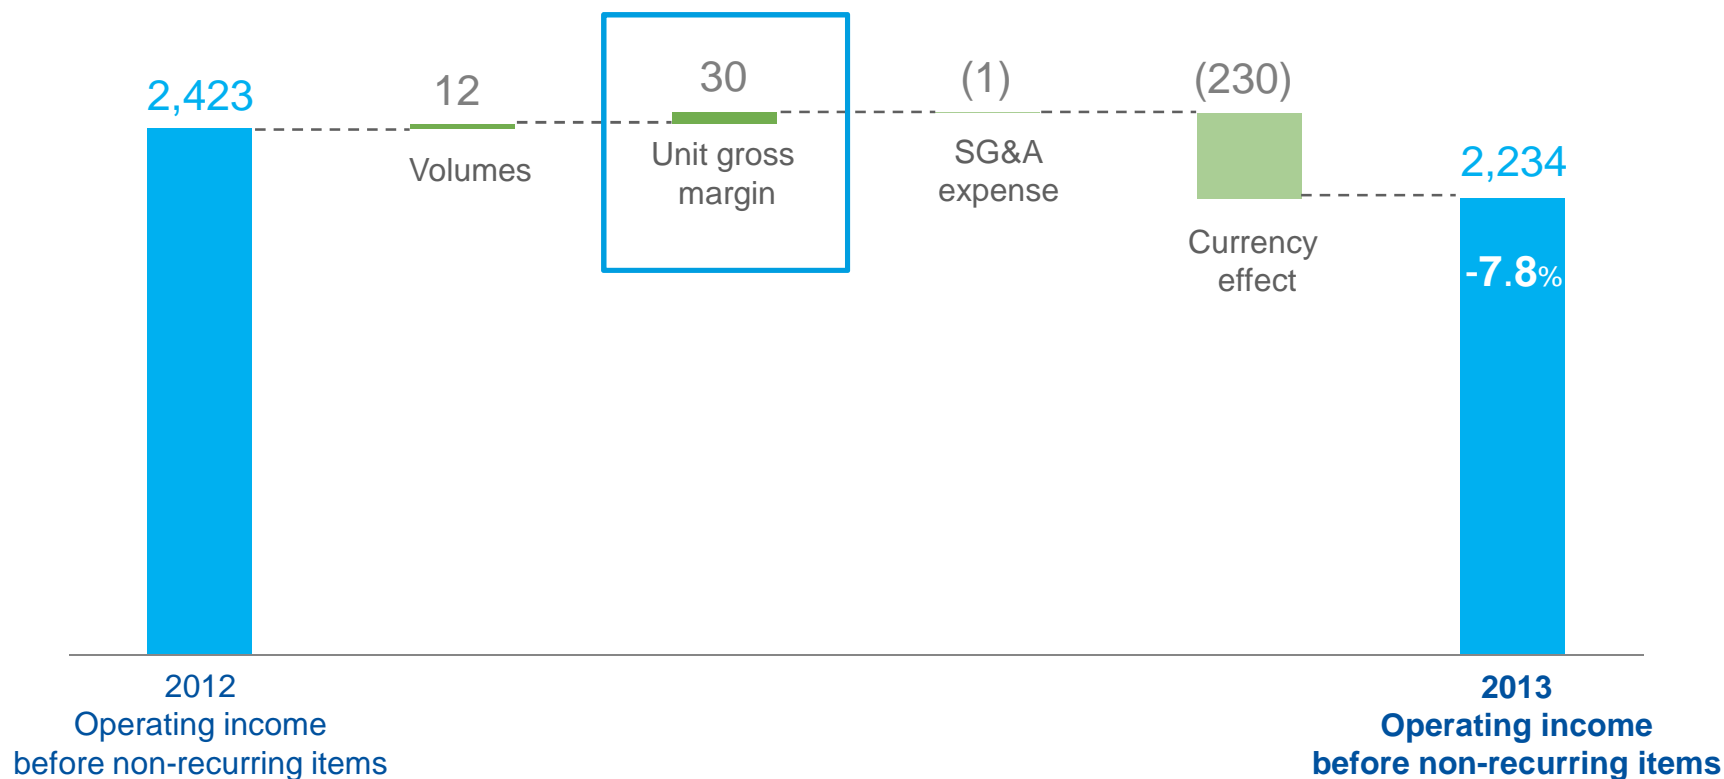 2,423
12
30
(1)
(230)
2,234
Volumes
Unit gross
margin
SG&A
expense
Currency
effect
-7.8%
2012
Operating income
before non-recurring items
2013
Operating income
before non-recurring items